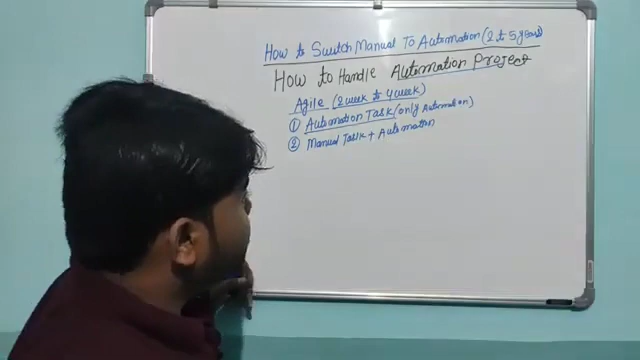 How to Switch Manual To Automation (2 to 5 years)
How to Handle Automation Project
Agile (2 week to 4 week)
① Automation Task (only Automation)
② Manual Task + Automation